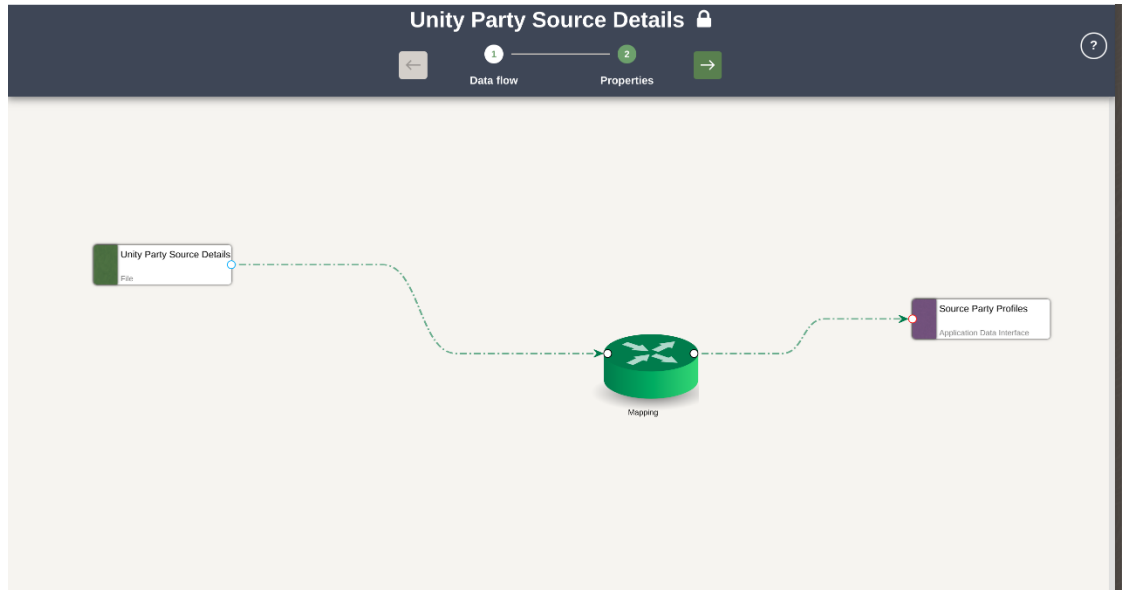 Unity Party Source Details
1
2
Data flow
Properties
?
Unity Party Source Details
File
Source Party Profiles
Application Data Interface
Mapping